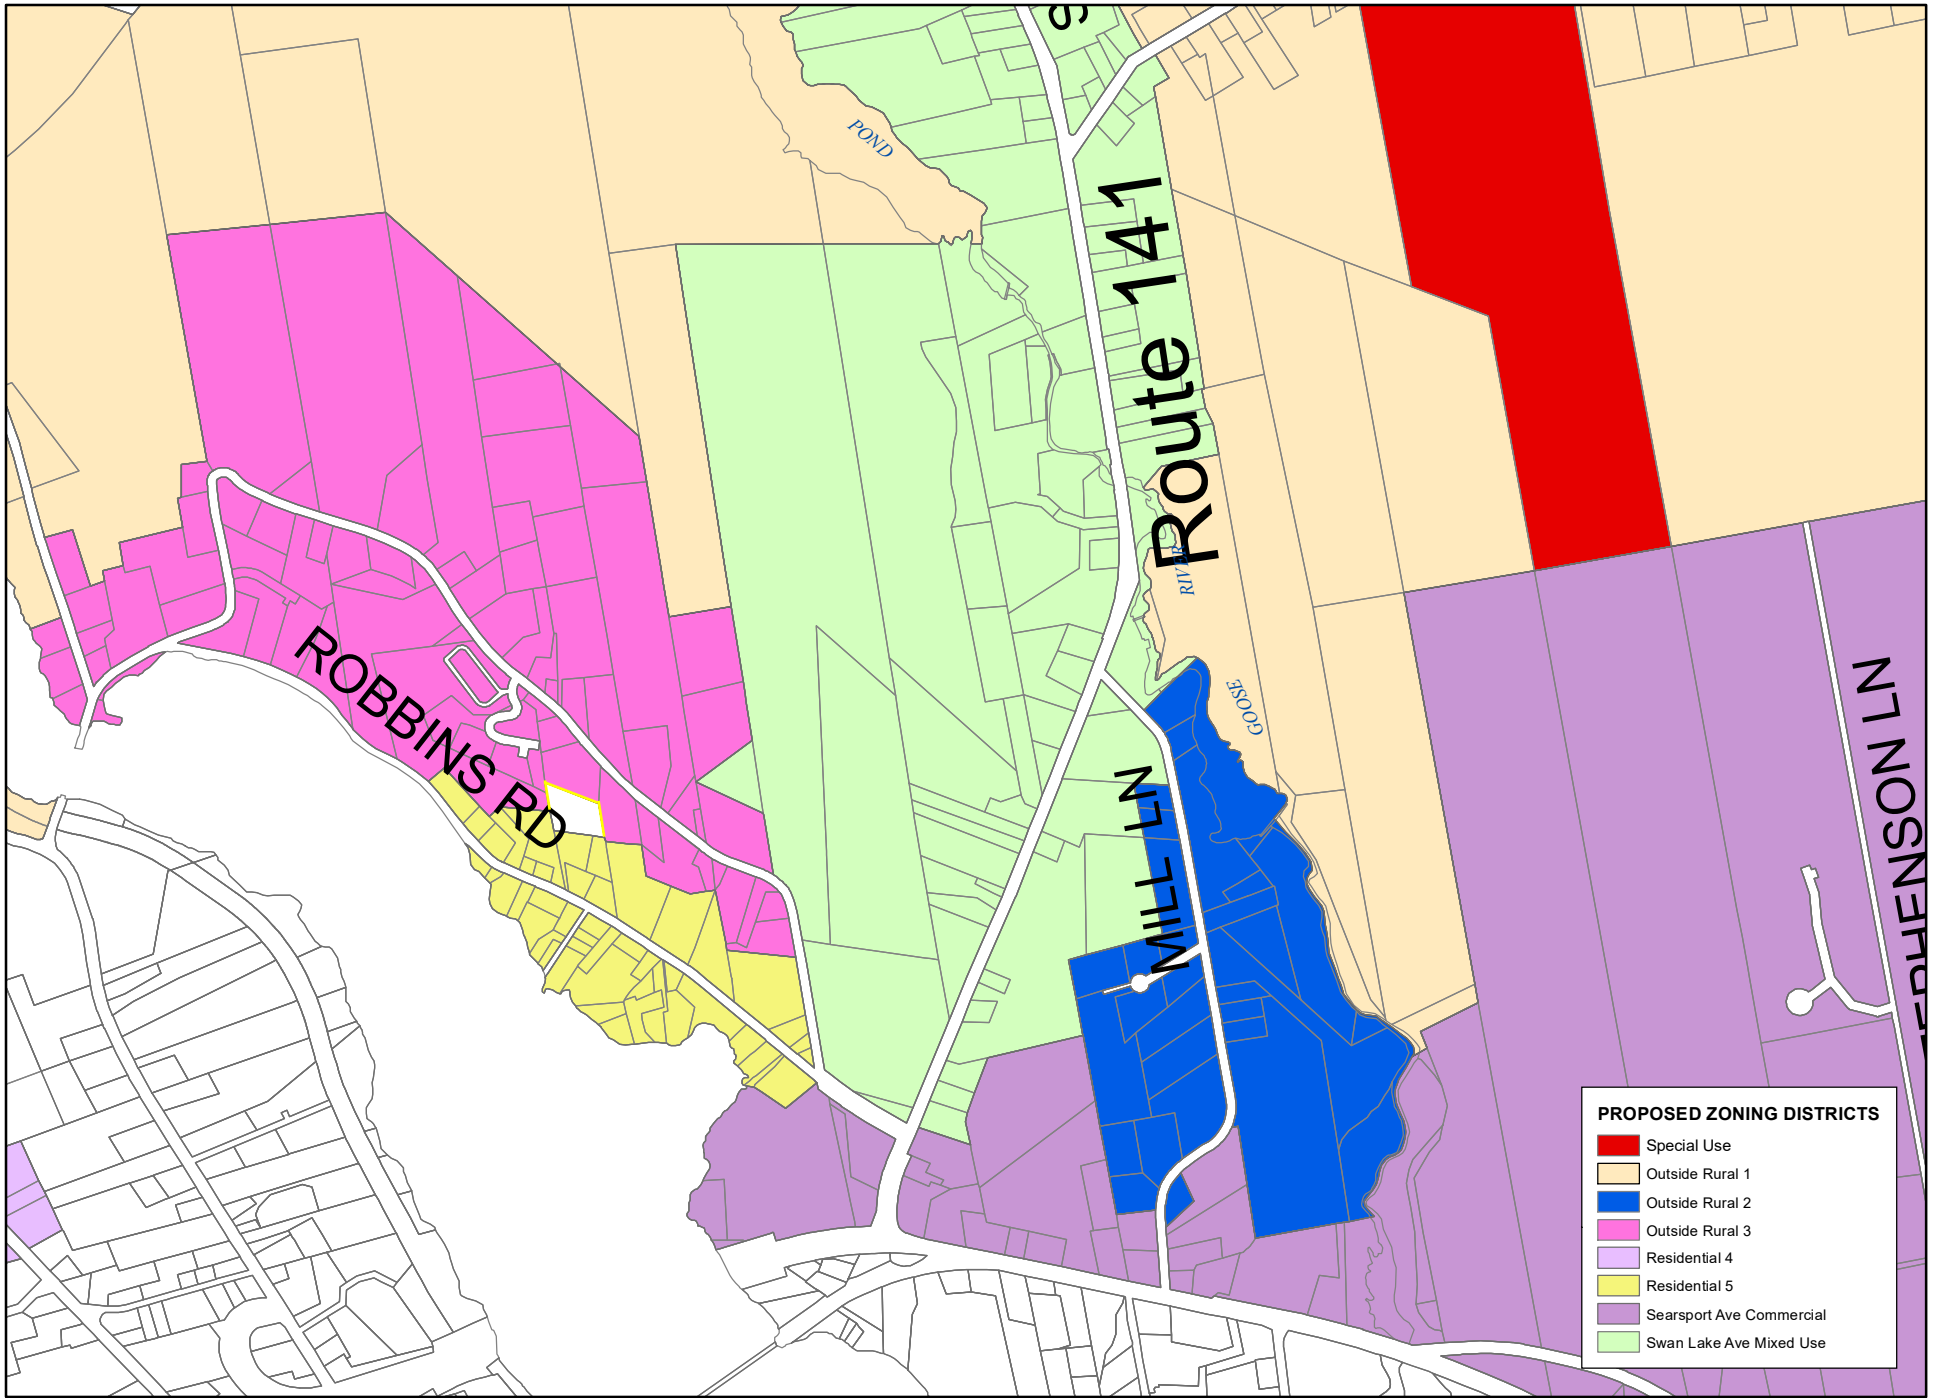 POND
Route 141
RIVER
GOOSE
ROBBINS RD
MILL LN
PROPOSED ZONING DISTRICTS
Special Use
Outside Rural 1
Outside Rural 2
Outside Rural 3
Residential 4
Residential 5
Searsport Ave Commercial
Swan Lake Ave Mixed Use